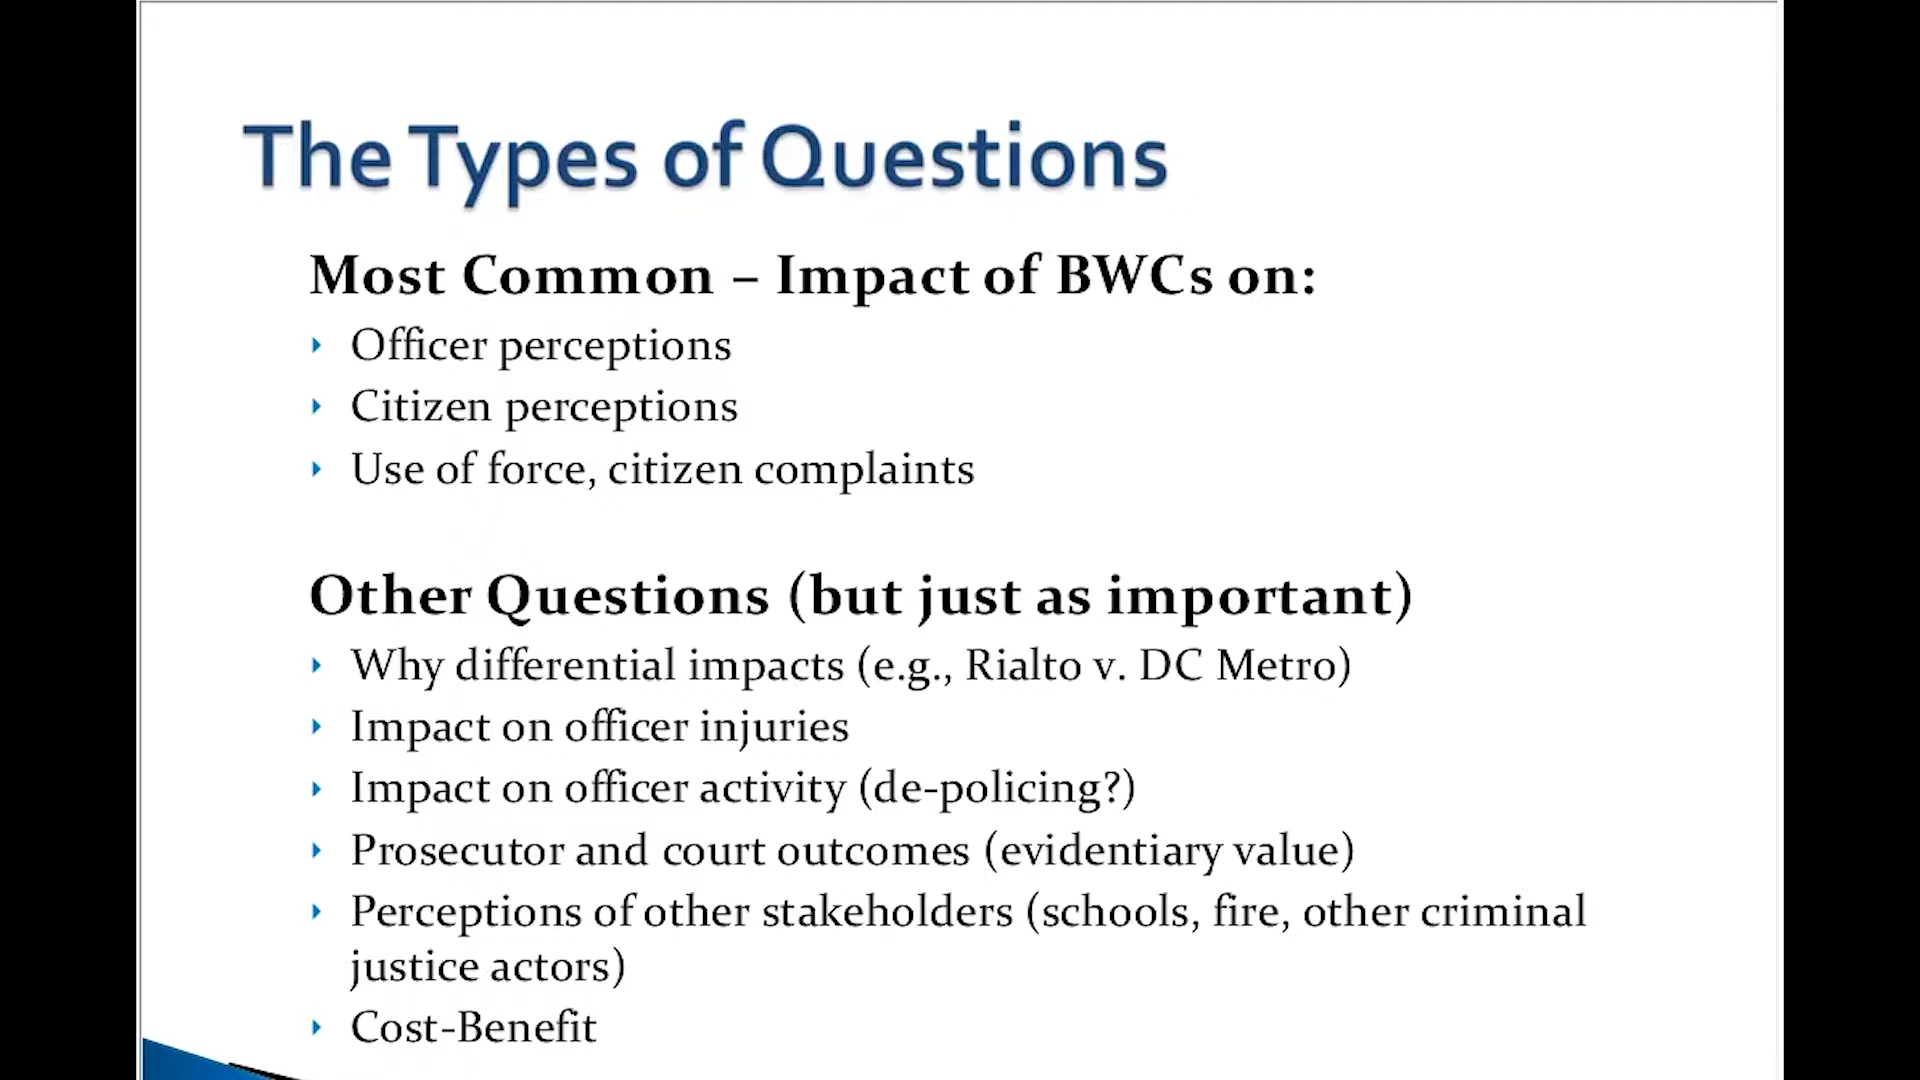 The Types of Questions
Most Common – Impact of BWCs on:
Officer perceptions
Citizen perceptions
Use of force, citizen complaints
Other Questions (but just as important)
Why differential impacts (e.g., Rialto v. DC Metro)
Impact on officer injuries
Impact on officer activity (de-policing?)
Prosecutor and court outcomes (evidentiary value)
Perceptions of other stakeholders (schools, fire, other criminal
justice actors)
Cost-Benefit